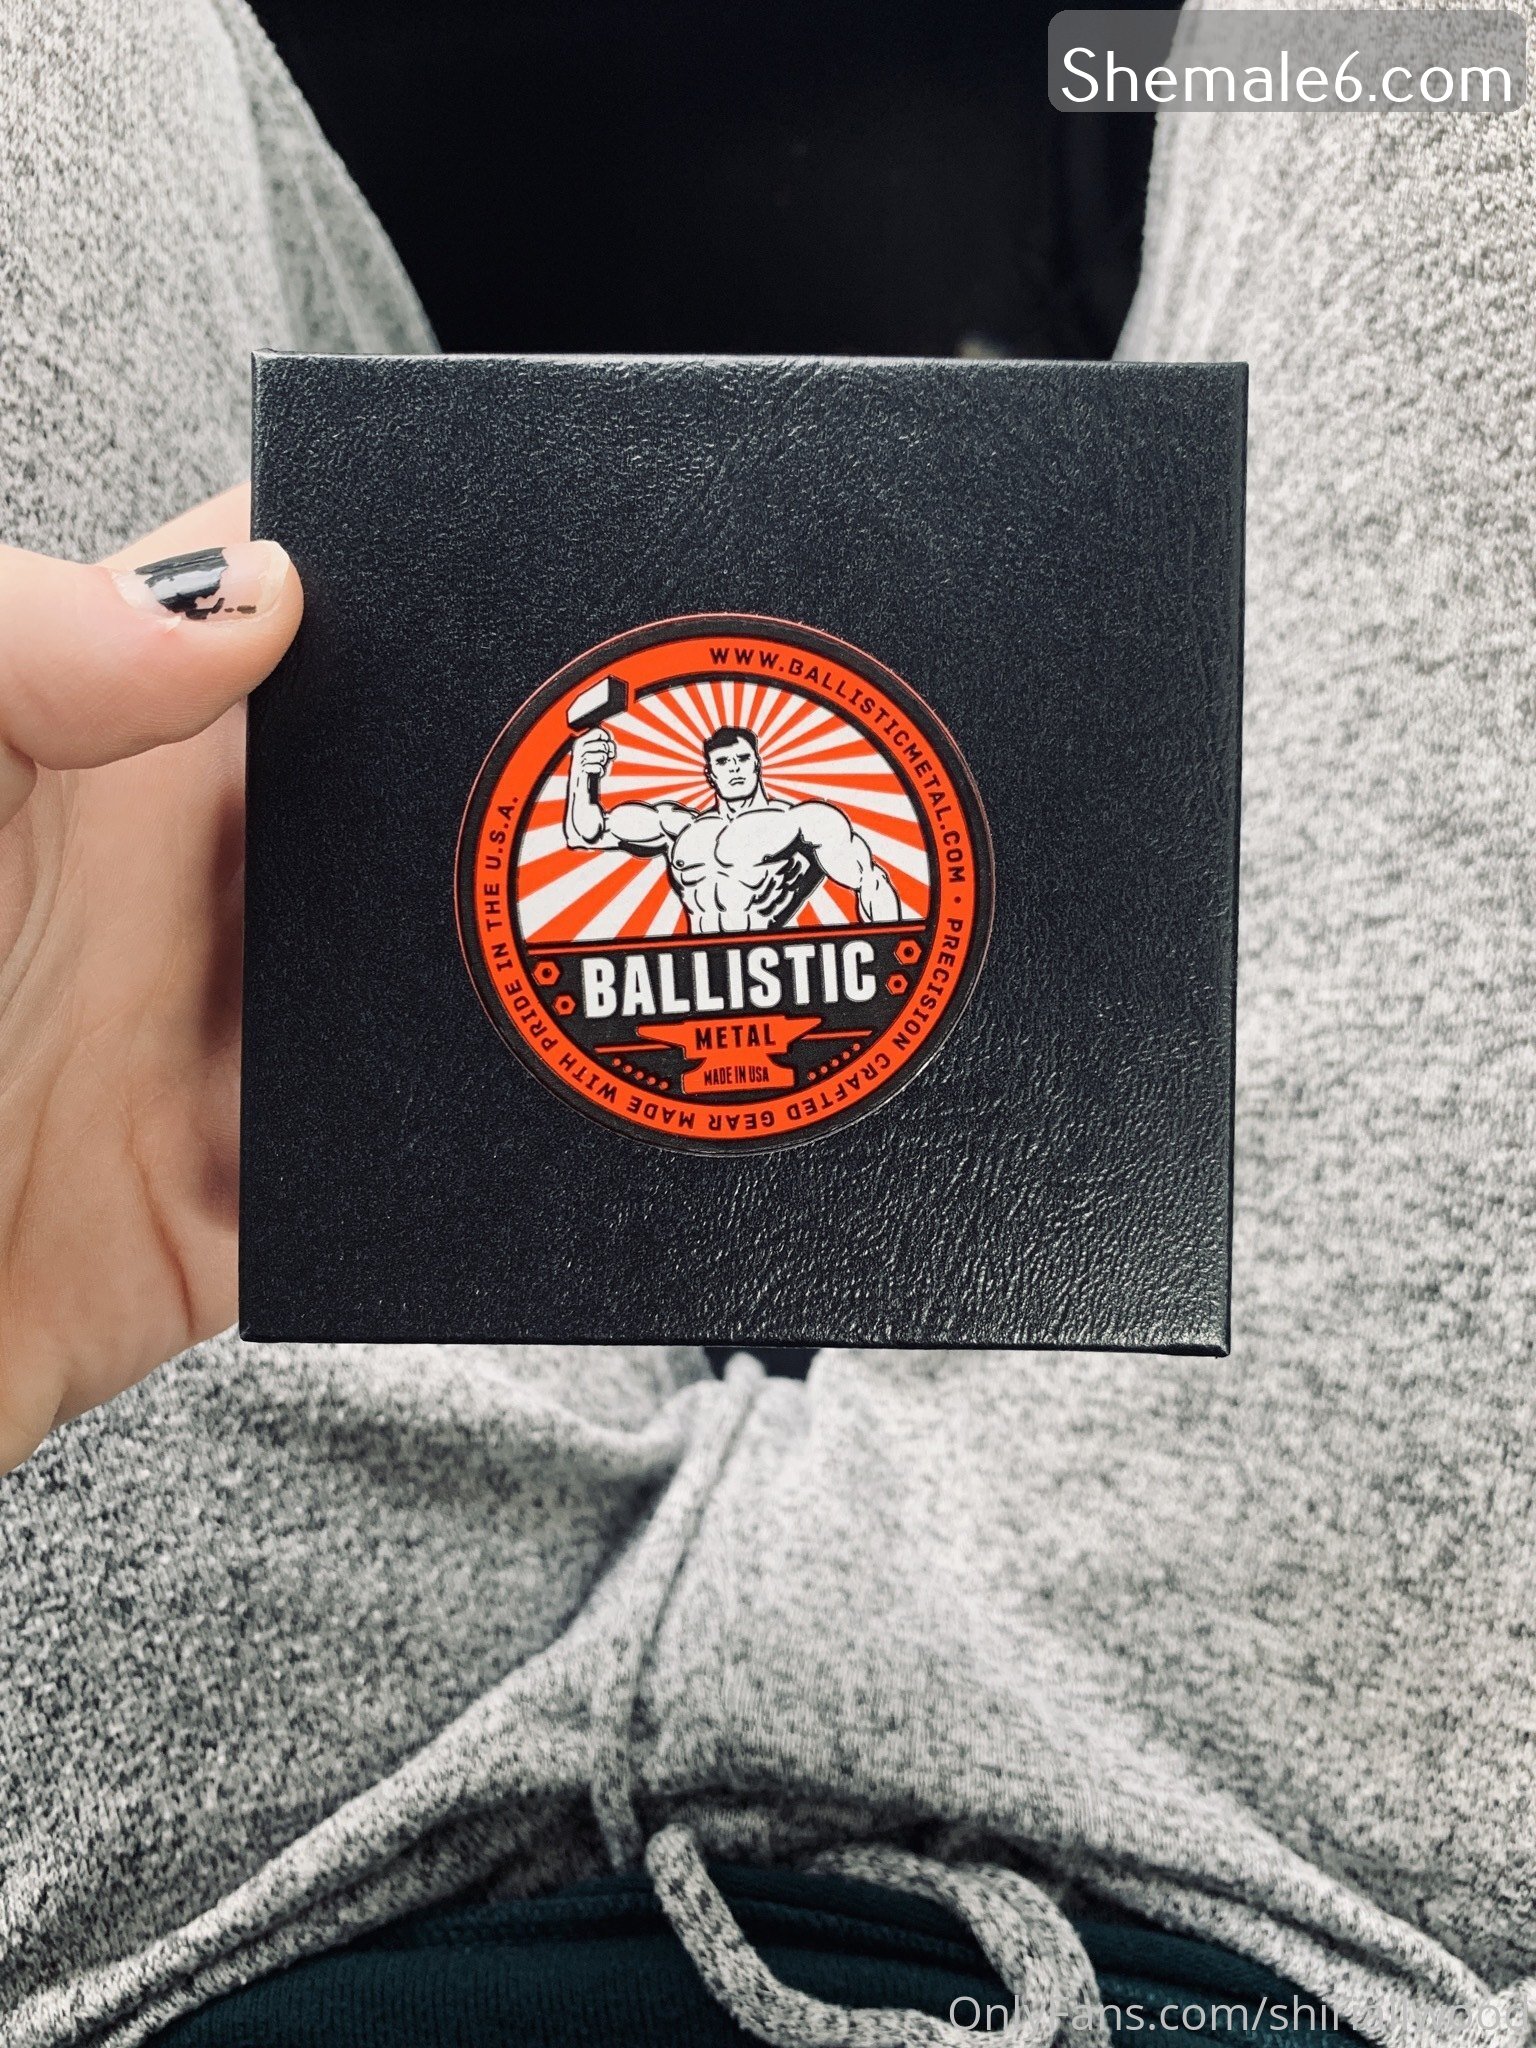 Shemale6.com
WWW.BALLISTICMETAL.COM • PRECISION CRAFTED GEAR MADE WITH PRIDE IN THE U.S.A.
BALLISTIC
METAL
MADE IN USA